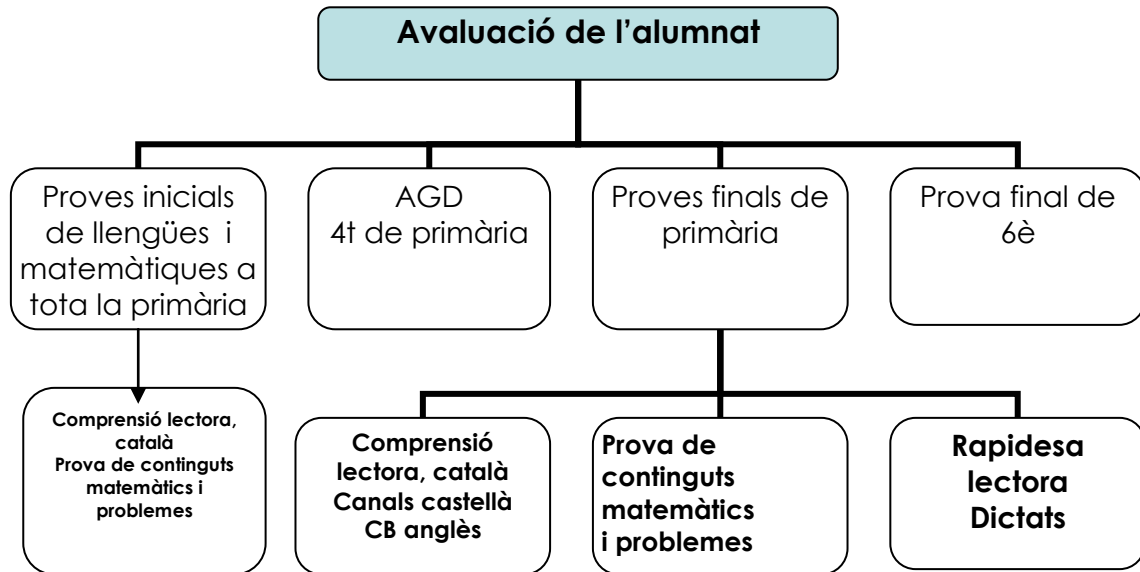 Avaluació de l’alumnat
Proves inicials
de llengües i
matemàtiques a
tota la primària
AGD
4t de primària
Proves finals de
primària
Prova final de
6è
Comprensió lectora,
català
Prova de continguts
matemàtics i
problemes
Comprensió
lectora, català
Canals castellà
CB anglès
Prova de
continguts
matemàtics
i problemes
Rapidesa
lectora
Dictats